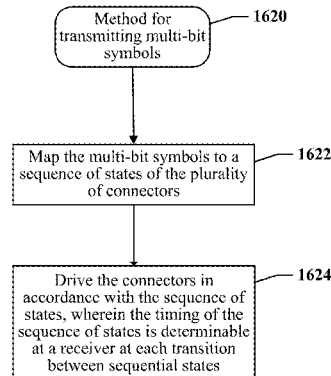 Method for
transmitting multi-bit
symbols
1620
Map the multi-bit symbols to a
sequence of states of the plurality
of connectors
1622
Drive the connectors in
accordance with the sequence of
states, wherein the timing of the
sequence of states is determinable
at a receiver at each transition
between sequential states
1624